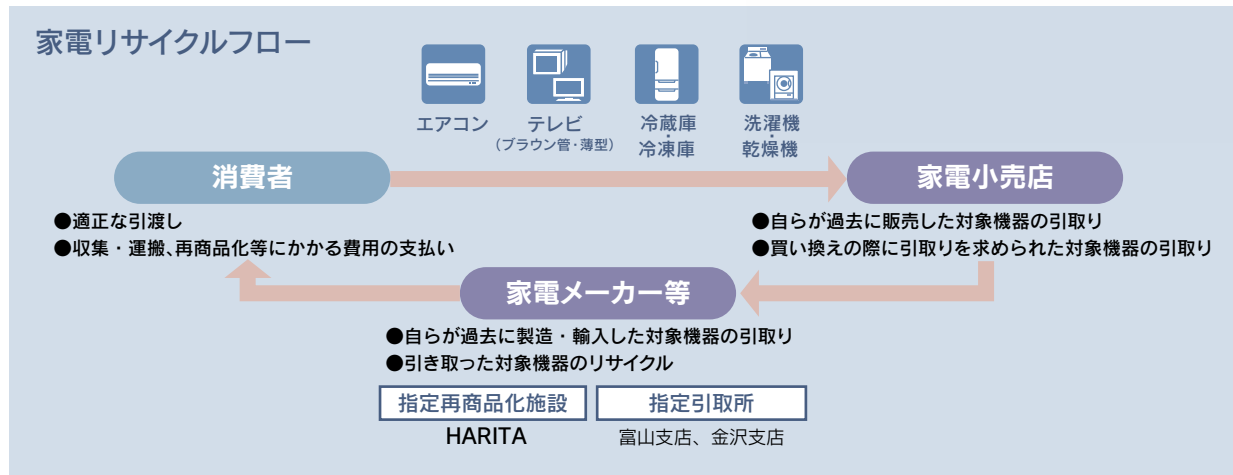 家電リサイクルフロー
エアコン
テレビ
(ブラウン管・薄型)
冷蔵庫
・
冷凍庫
洗濯機
・
乾燥機
消費者
●適正な引渡し
●収集・運搬、再商品化等にかかる費用の支払い
家電小売店
●自らが過去に販売した対象機器の引取り
●買い換えの際に引取りを求められた対象機器の引取り
家電メーカー等
●自らが過去に製造・輸入した対象機器の引取り
●引き取った対象機器のリサイクル
指定再商品化施設
HARITA
指定引取所
富山支店、金沢支店